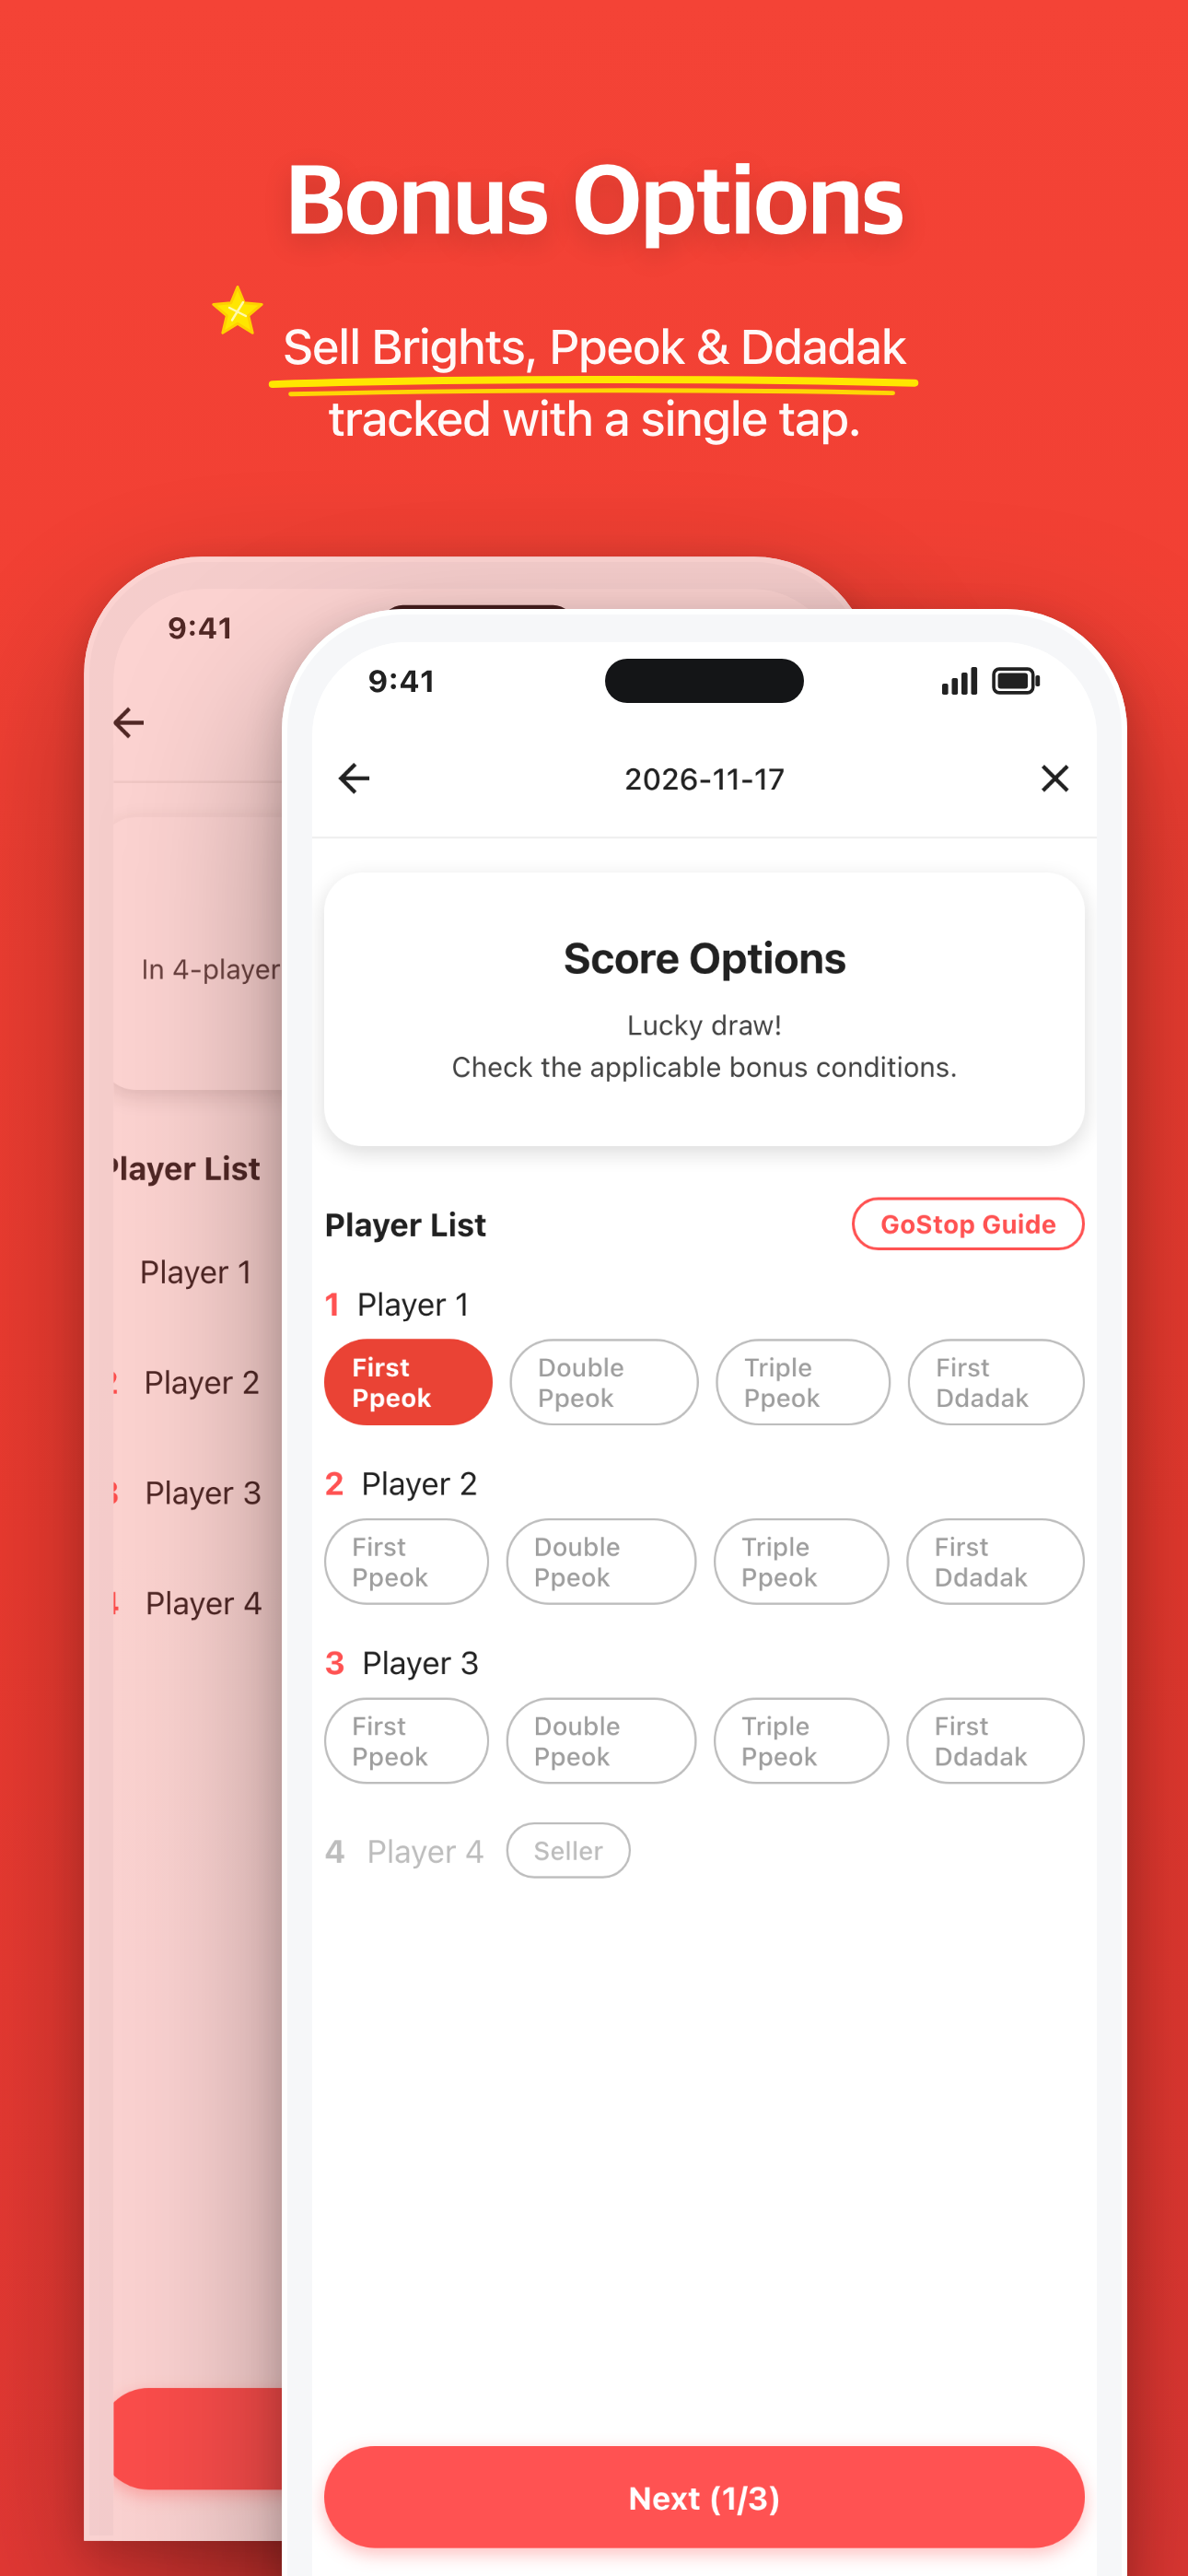 Bonus Options
Sell Brights, Ppeok & Ddadak
tracked with a single tap.
9:41
In 4-player
Player List
Player 1
2 Player 2
3 Player 3
4 Player 4
9:41
2026-11-17
Score Options
Lucky draw!
Check the applicable bonus conditions.
Player List
GoStop Guide
1 Player 1
First
Ppeok
Double
Ppeok
Triple
Ppeok
First
Ddadak
2 Player 2
First
Ppeok
Double
Ppeok
Triple
Ppeok
First
Ddadak
3 Player 3
First
Ppeok
Double
Ppeok
Triple
Ppeok
First
Ddadak
4 Player 4 Seller
Next (1/3)